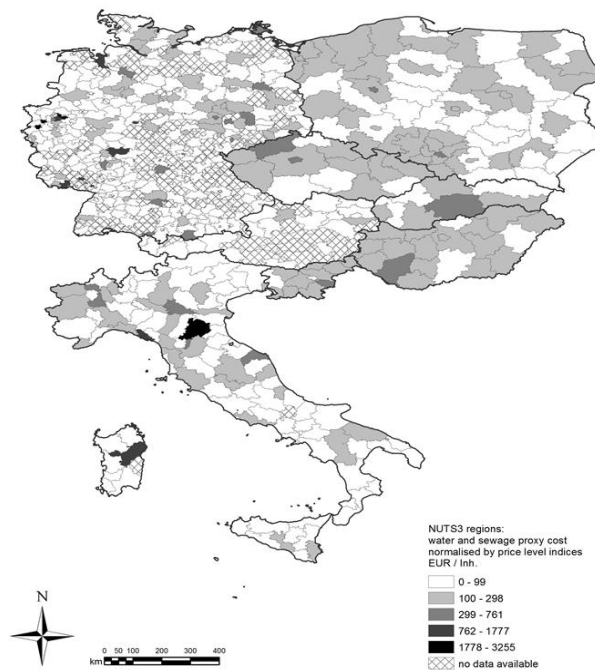 NUTS3 regions:
water and sewage proxy cost
normalised by price level indices
EUR / Inh.
0 - 99
100 - 298
299 - 761
762 - 1777
1778 - 3255
no data available
N
0 50 100 200 300 400
km